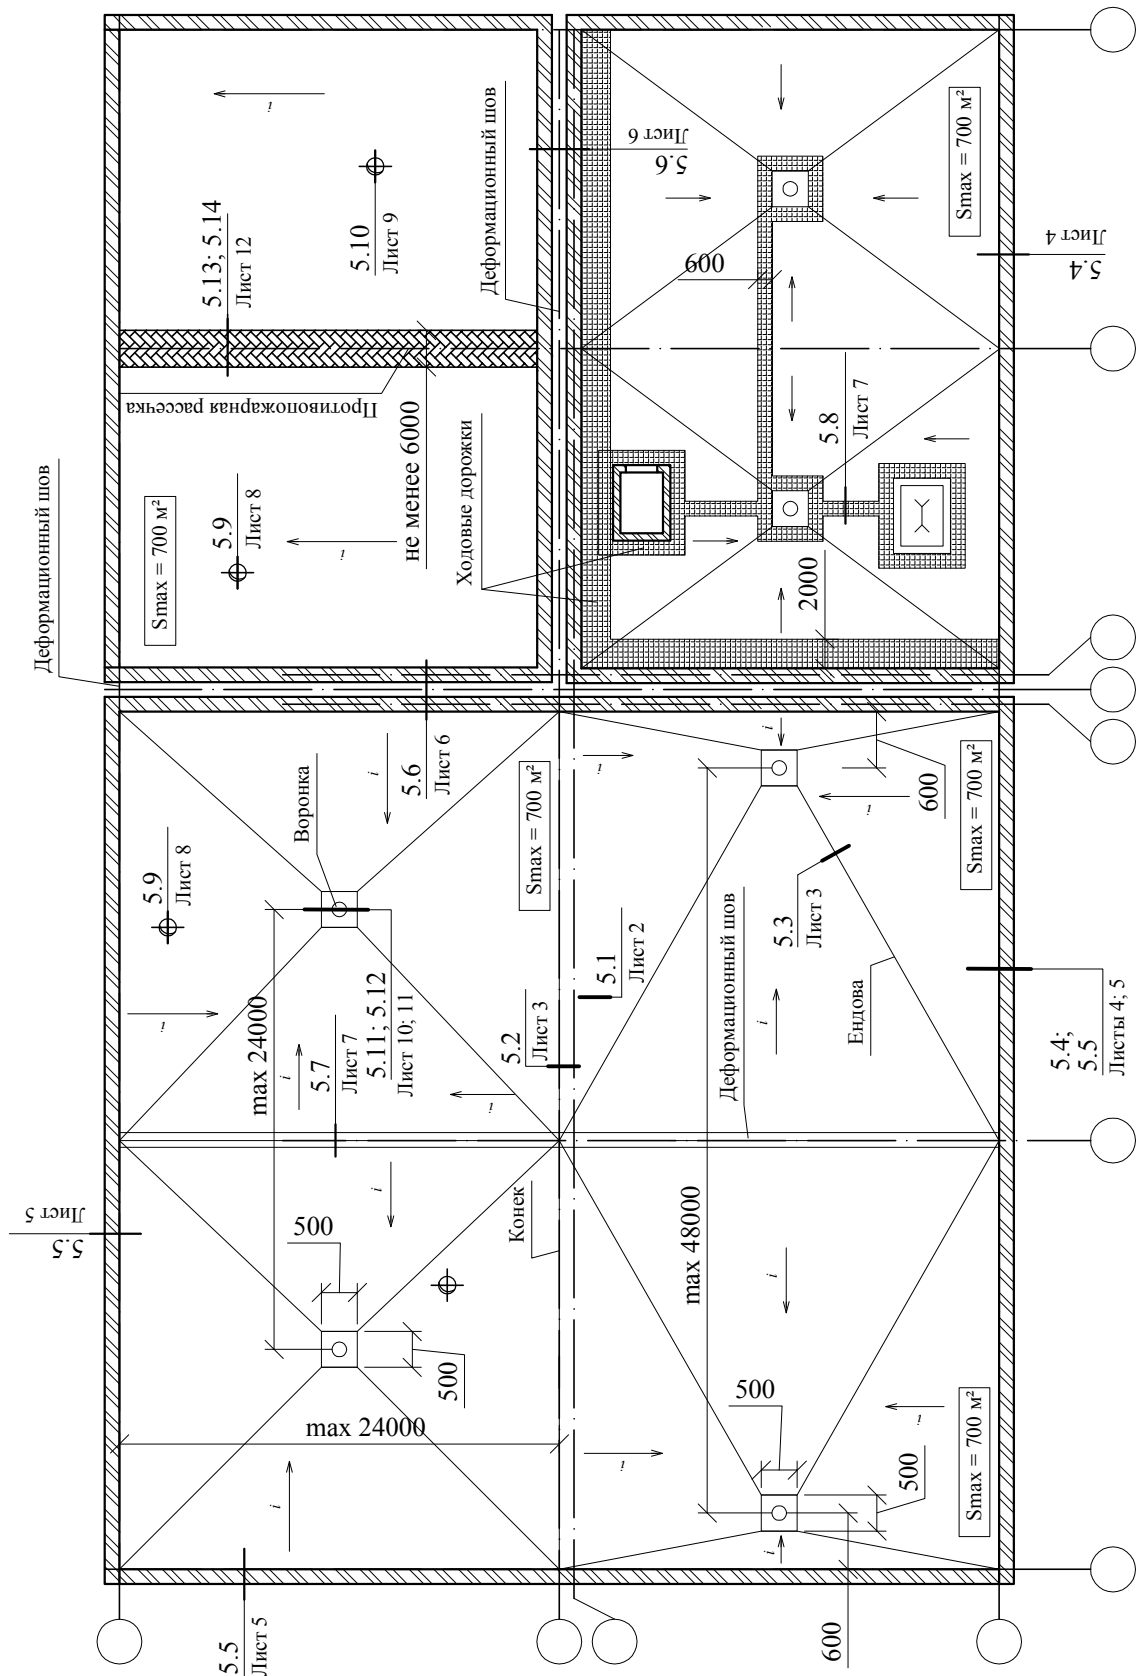 Деформационный шов
i
5.13; 5.14
Лист 12
5.10
Лист 9
Деформационный шов
5.6
Лист 6
Smax = 700 м²
5.4
Лист 4
Противопожарная рассечка
не менее 6000
Smax = 700 м²
5.9
Лист 8
i
Ходовые дорожки
600
5.8
Лист 7
2000
5.6
Лист 6
i
Воронка
5.9
Лист 8
i
Smax = 700 м²
i
i
i
600
Smax = 700 м²
max 24000
i
5.7
Лист 7
5.11; 5.12
Лист 10; 11
i
5.2
Лист 3
5.1
Лист 2
5.3
Лист 3
Деформационный шов
i
Ендова
5.4;
5.5
Листы 4; 5
5.5
Лист 5
i
500
Конек
max 48000
i
500
max 24000
i
i
500
i
500
Smax = 700 м²
i
5.5
Лист 5
600